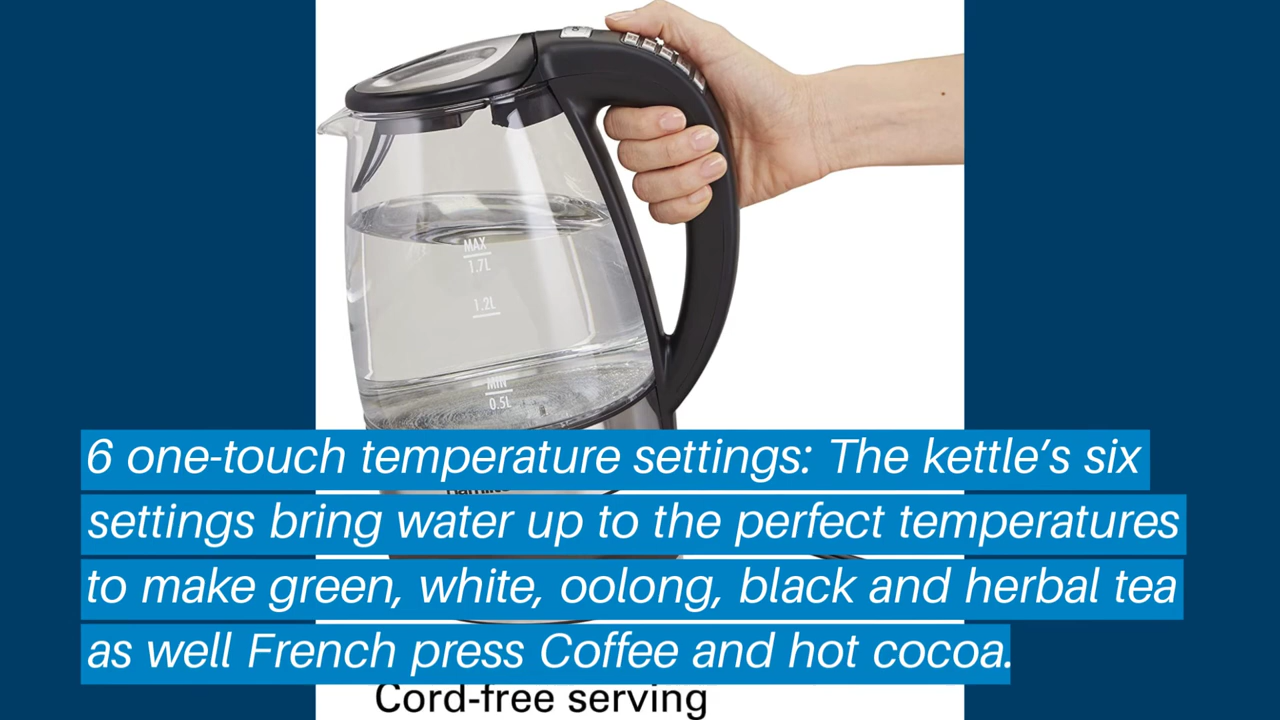 MAX
1.7L
1.2L
MIN
0.5L
6 one-touch temperature settings: The kettle’s six
settings bring water up to the perfect temperatures
to make green, white, oolong, black and herbal tea
as well French press Coffee and hot cocoa.
Cord-free serving